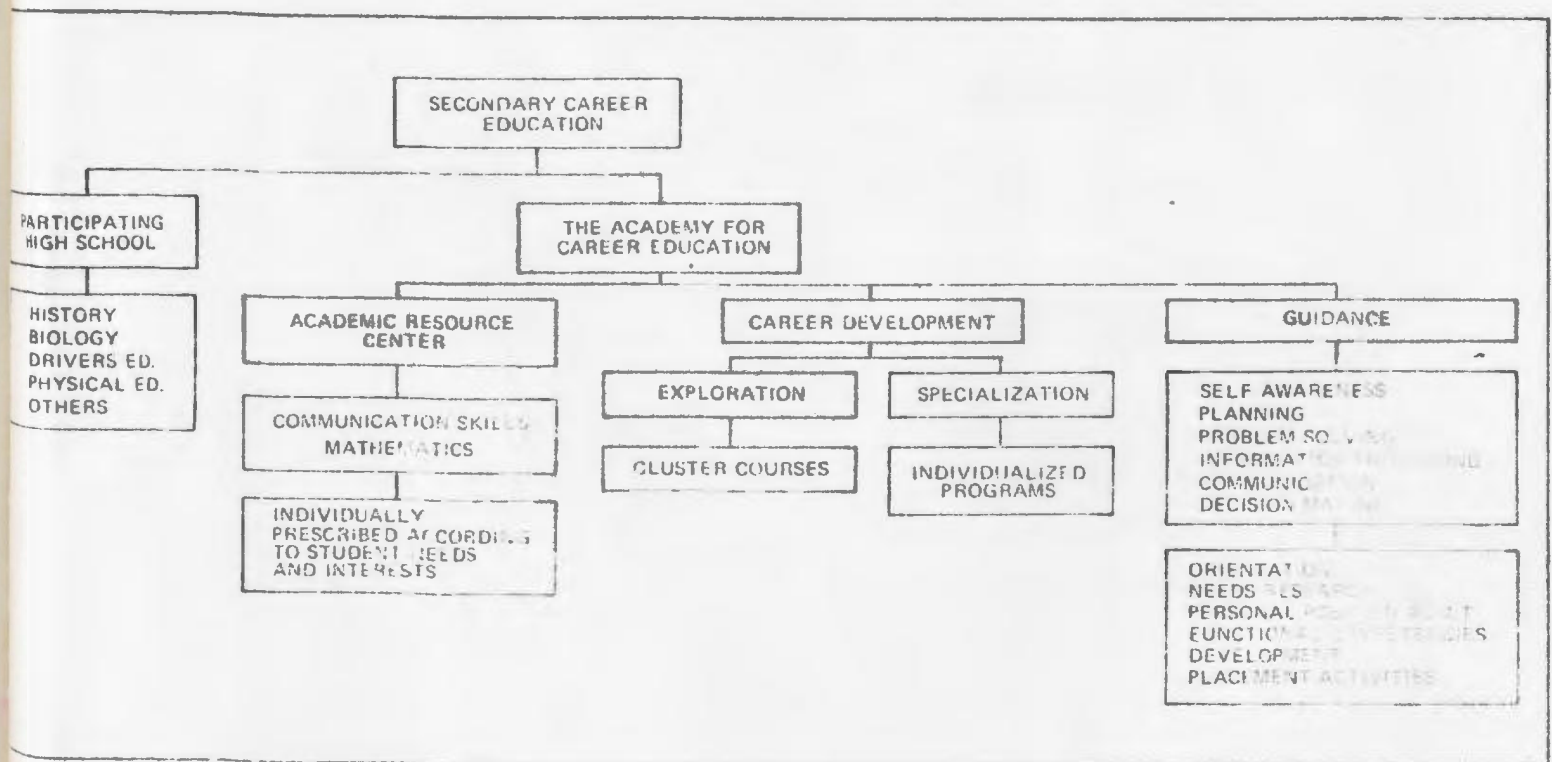 SECONDARY CAREER
EDUCATION
PARTICIPATING
HIGH SCHOOL
THE ACADEMY FOR
CAREER EDUCATION
HISTORY
BIOLOGY
DRIVERS ED.
PHYSICAL ED.
OTHERS
ACADEMIC RESOURCE
CENTER
COMMUNICATION SKILLS
MATHEMATICS
INDIVIDUALLY
PRESCRIBED ACCORDING
TO STUDENT NEEDS
AND INTERESTS
CAREER DEVELOPMENT
EXPLORATION
CLUSTER COURSES
SPECIALIZATION
INDIVIDUALIZED
PROGRAMS
GUIDANCE
SELF AWARENESS
PLANNING
PROBLEM SOLVING
INFORMATION
COMMUNICATION
DECISION MAKING
ORIENTATION
NEEDS
PERSONAL
FUNCTIONAL COMPETENCIES
DEVELOPMENT
PLACEMENT ACTIVITIES